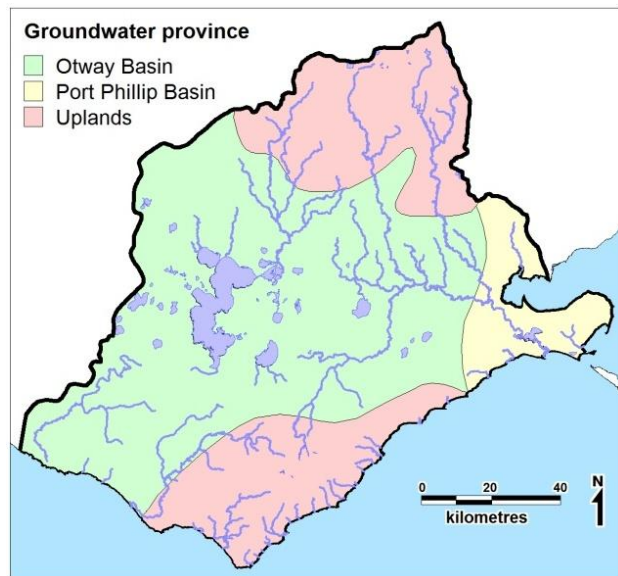 Groundwater province
Otway Basin
Port Phillip Basin
Uplands
0 20 40
kilometres
N